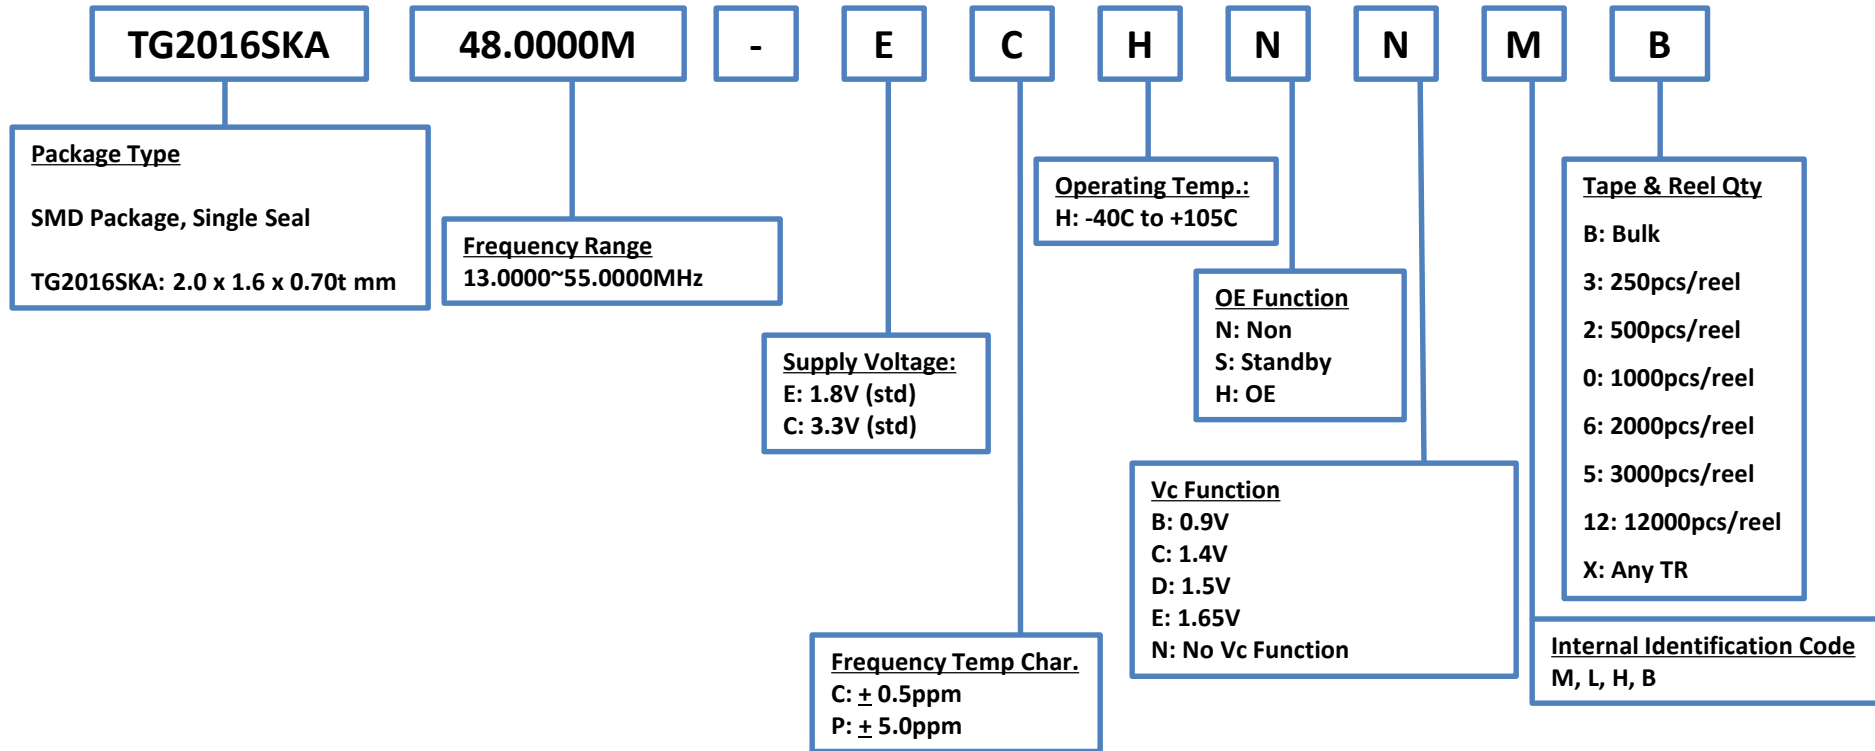 TG2016SKA 48.0000M - E C H N N M B
Package Type
SMD Package, Single Seal
TG2016SKA: 2.0 x 1.6 x 0.70t mm
Frequency Range
13.0000~55.0000MHz
Supply Voltage:
E: 1.8V (std)
C: 3.3V (std)
Frequency Temp Char.
C: ± 0.5ppm
P: ± 5.0ppm
Operating Temp.:
H: -40C to +105C
OE Function
N: Non
S: Standby
H: OE
Vc Function
B: 0.9V
C: 1.4V
D: 1.5V
E: 1.65V
N: No Vc Function
Internal Identification Code
M, L, H, B
Tape & Reel Qty
B: Bulk
3: 250pcs/reel
2: 500pcs/reel
0: 1000pcs/reel
6: 2000pcs/reel
5: 3000pcs/reel
12: 12000pcs/reel
X: Any TR